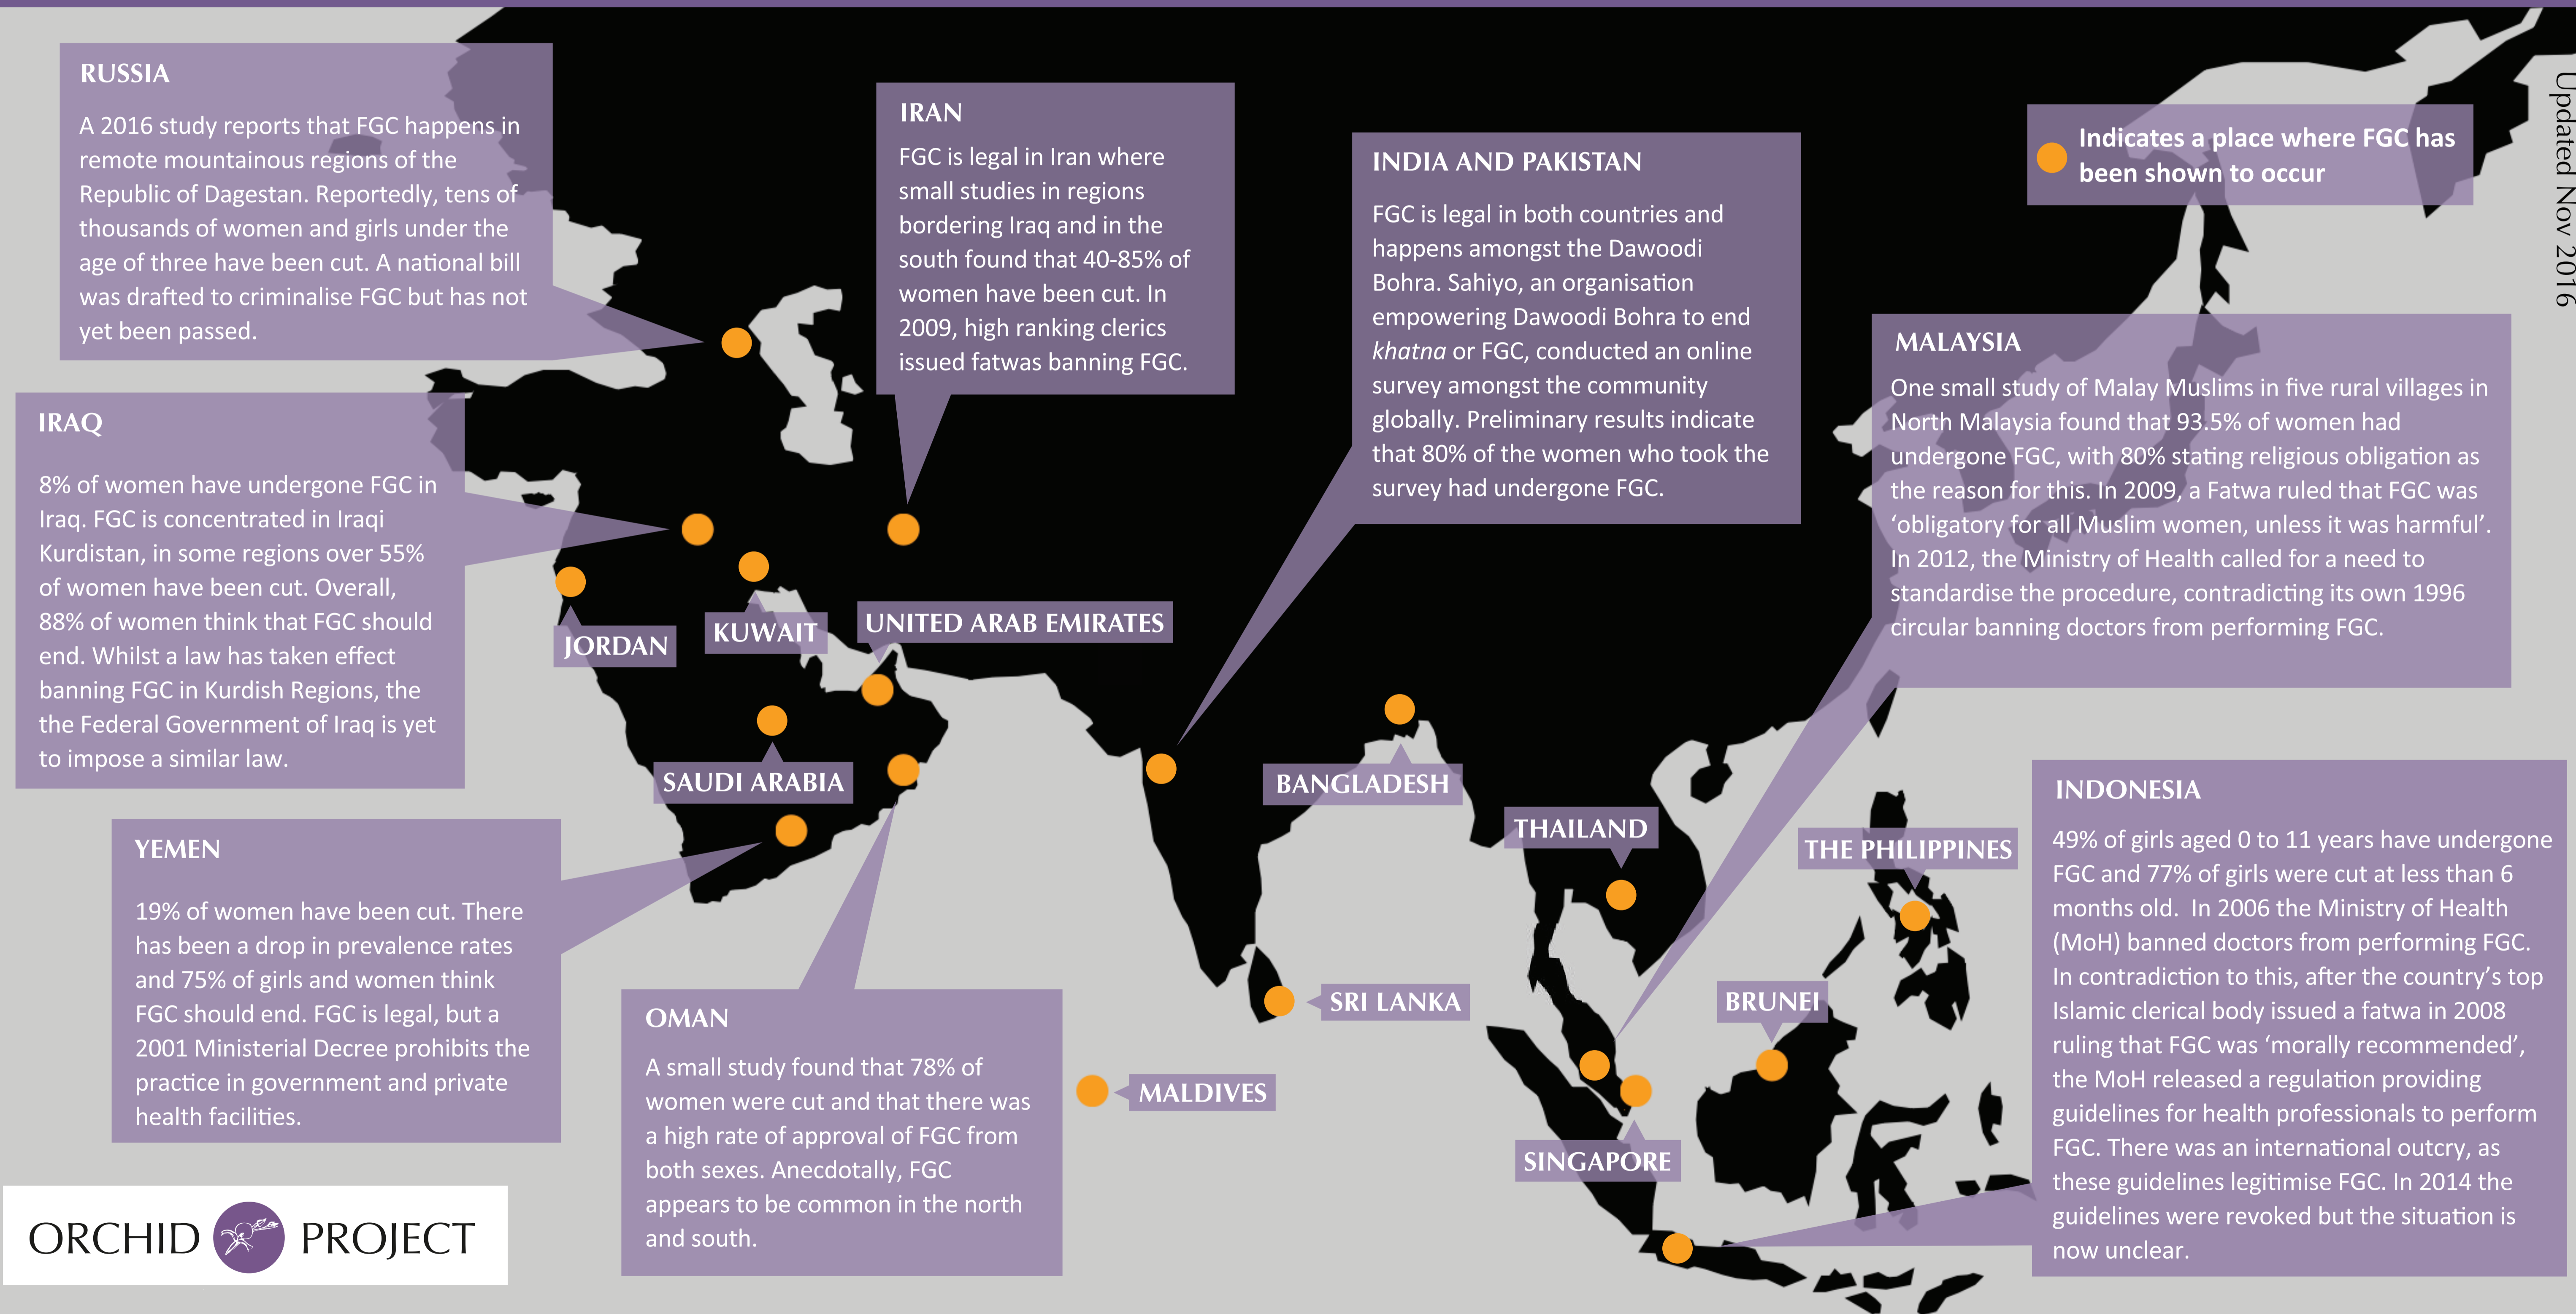 RUSSIA
A 2016 study reports that FGC happens in
remote mountainous regions of the
Republic of Dagestan. Reportedly, tens of
thousands of women and girls under the
age of three have been cut. A national bill
was drafted to criminalise FGC but has not
yet been passed.
IRAN
FGC is legal in Iran where
small studies in regions
bordering Iraq and in the
south found that 40-85% of
women have been cut. In
2009, high ranking clerics
issued fatwas banning FGC.
INDIA AND PAKISTAN
FGC is legal in both countries and
happens amongst the Dawoodi
Bohra. Sahiyo, an organisation
empowering Dawoodi Bohra to end
khatna or FGC, conducted an online
survey amongst the community
globally. Preliminary results indicate
that 80% of the women who took the
survey had undergone FGC.
Indicates a place where FGC has
been shown to occur
Updated Nov 2016
MALAYSIA
One small study of Malay Muslims in five rural villages in
North Malaysia found that 93.5% of women had
undergone FGC, with 80% stating religious obligation as
the reason for this. In 2009, a Fatwa ruled that FGC was
‘obligatory for all Muslim women, unless it was harmful’.
In 2012, the Ministry of Health called for a need to
standardise the procedure, contradicting its own 1996
circular banning doctors from performing FGC.
IRAQ
8% of women have undergone FGC in
Iraq. FGC is concentrated in Iraqi
Kurdistan, in some regions over 55%
of women have been cut. Overall,
88% of women think that FGC should
end. Whilst a law has taken effect
banning FGC in Kurdish Regions, the
the Federal Government of Iraq is yet
to impose a similar law.
JORDAN
KUWAIT
UNITED ARAB EMIRATES
SAUDI ARABIA
BANGLADESH
THAILAND
THE PHILIPPINES
YEMEN
19% of women have been cut. There
has been a drop in prevalence rates
and 75% of girls and women think
FGC should end. FGC is legal, but a
2001 Ministerial Decree prohibits the
practice in government and private
health facilities.
OMAN
A small study found that 78% of
women were cut and that there was
a high rate of approval of FGC from
both sexes. Anecdotally, FGC
appears to be common in the north
and south.
SRI LANKA
MALDIVES
BRUNEI
SINGAPORE
INDONESIA
49% of girls aged 0 to 11 years have undergone
FGC and 77% of girls were cut at less than 6
months old. In 2006 the Ministry of Health
(MoH) banned doctors from performing FGC.
In contradiction to this, after the country’s top
Islamic clerical body issued a fatwa in 2008
ruling that FGC was ‘morally recommended’,
the MoH released a regulation providing
guidelines for health professionals to perform
FGC. There was an international outcry, as
these guidelines legitimise FGC. In 2014 the
guidelines were revoked but the situation is
now unclear.
ORCHID PROJECT